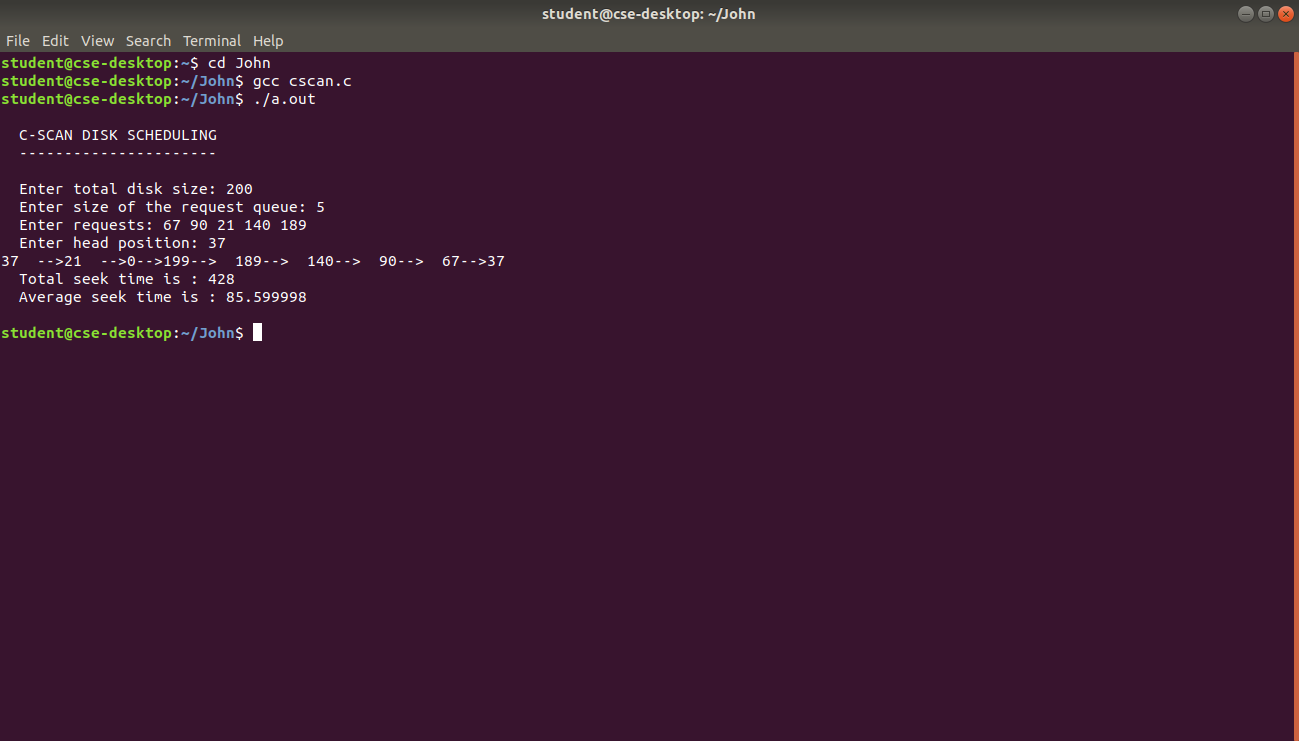 student@cse-desktop: ~/John
File Edit View Search Terminal Help
student@cse-desktop:~$ cd John
student@cse-desktop:~/John$ gcc cscan.c
student@cse-desktop:~/John$ ./a.out
C-SCAN DISK SCHEDULING
----------------------
Enter total disk size: 200
Enter size of the request queue: 5
Enter requests: 67 90 21 140 189
Enter head position: 37
37  -->21  -->0-->199-->  189-->  140-->  90-->  67-->37
Total seek time is : 428
Average seek time is : 85.599998
student@cse-desktop:~/John$